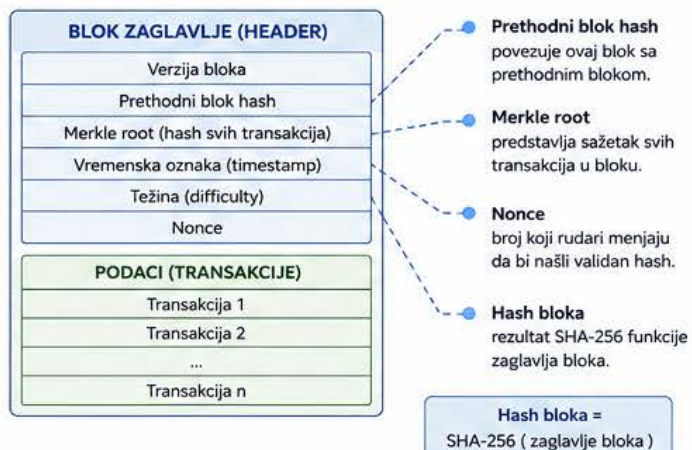 BLOK ZAGLAVLJE (HEADER)
Verzija bloka
Prethodni blok hash
Merkle root (hash svih transakcija)
Vremenska oznaka (timestamp)
Težina (difficulty)
Nonce
PODACI (TRANSAKCIJE)
Transakcija 1
Transakcija 2
...
Transakcija n
Prethodni blok hash
povezuje ovaj blok sa
prethodnim blokom.
Merkle root
predstavlja sažetak svih
transakcija u bloku.
Nonce
broj koji rudari menjaju
da bi našli validan hash.
Hash bloka
rezultat SHA-256 funkcije
zaglavlja bloka.
Hash bloka =
SHA-256 ( zaglavlje bloka )